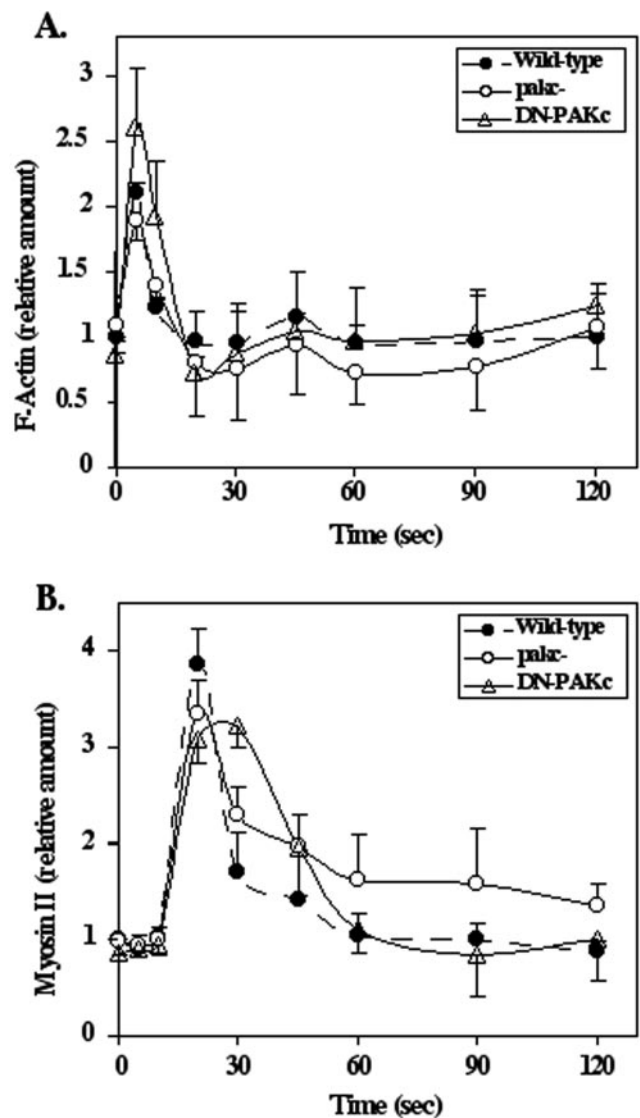 A.
Wild-type
pakc-
DN-PAKc
3
2.5
2
1.5
1
0.5
0
F-Actin (relative amount)
0 30 60 90 120
Time (sec)
B.
Wild-type
pakc-
DN-PAKc
4
3
2
1
0
Myosin II (relative amount)
0 30 60 90 120
Time (sec)